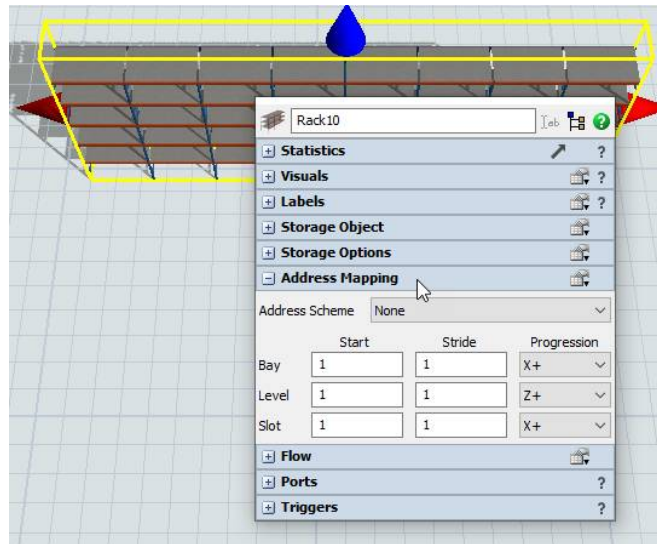 Rack10
Statistics
?
Visuals
?
Labels
?
Storage Object
Storage Options
Address Mapping
Address Scheme None
Start Stride Progression
Bay 1 1 X+
Level 1 1 Z+
Slot 1 1 X+
Flow
Ports
?
Triggers
?